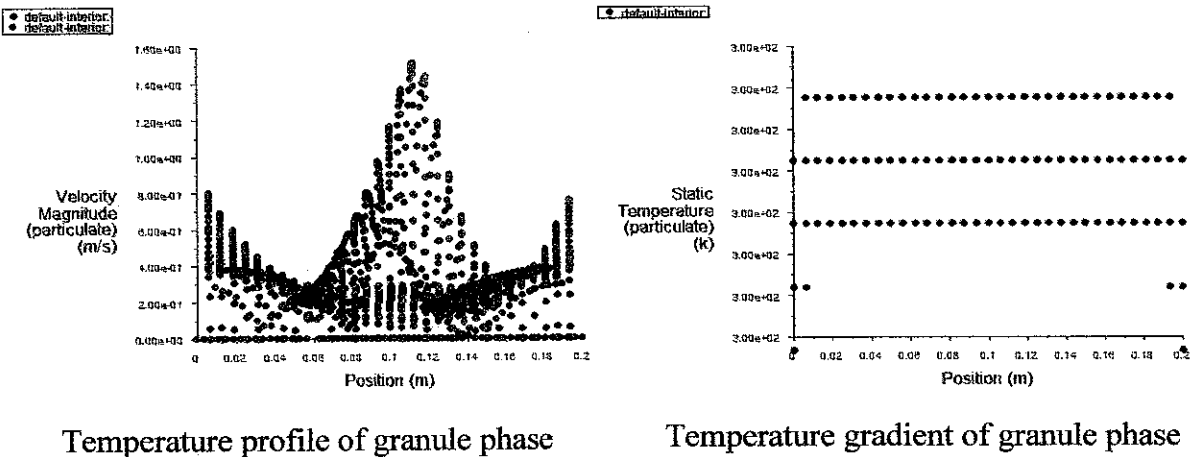 default-interior
default-interior
1.60e+00
1.40e+00
1.20e+00
1.00e+00
8.00e-01
6.00e-01
4.00e-01
2.00e-01
0.00e+00
Velocity
Magnitude
(particulate)
(m/s)
0 0.02 0.04 0.06 0.08 0.1 0.12 0.14 0.16 0.18 0.2
Position (m)
Temperature profile of granule phase
default-interior
3.00e+02
3.00e+02
3.00e+02
3.00e+02
3.00e+02
3.00e+02
3.00e+02
3.00e+02
Static
Temperature
(particulate)
(k)
0 0.02 0.04 0.06 0.08 0.1 0.12 0.14 0.16 0.18 0.2
Position (m)
Temperature gradient of granule phase